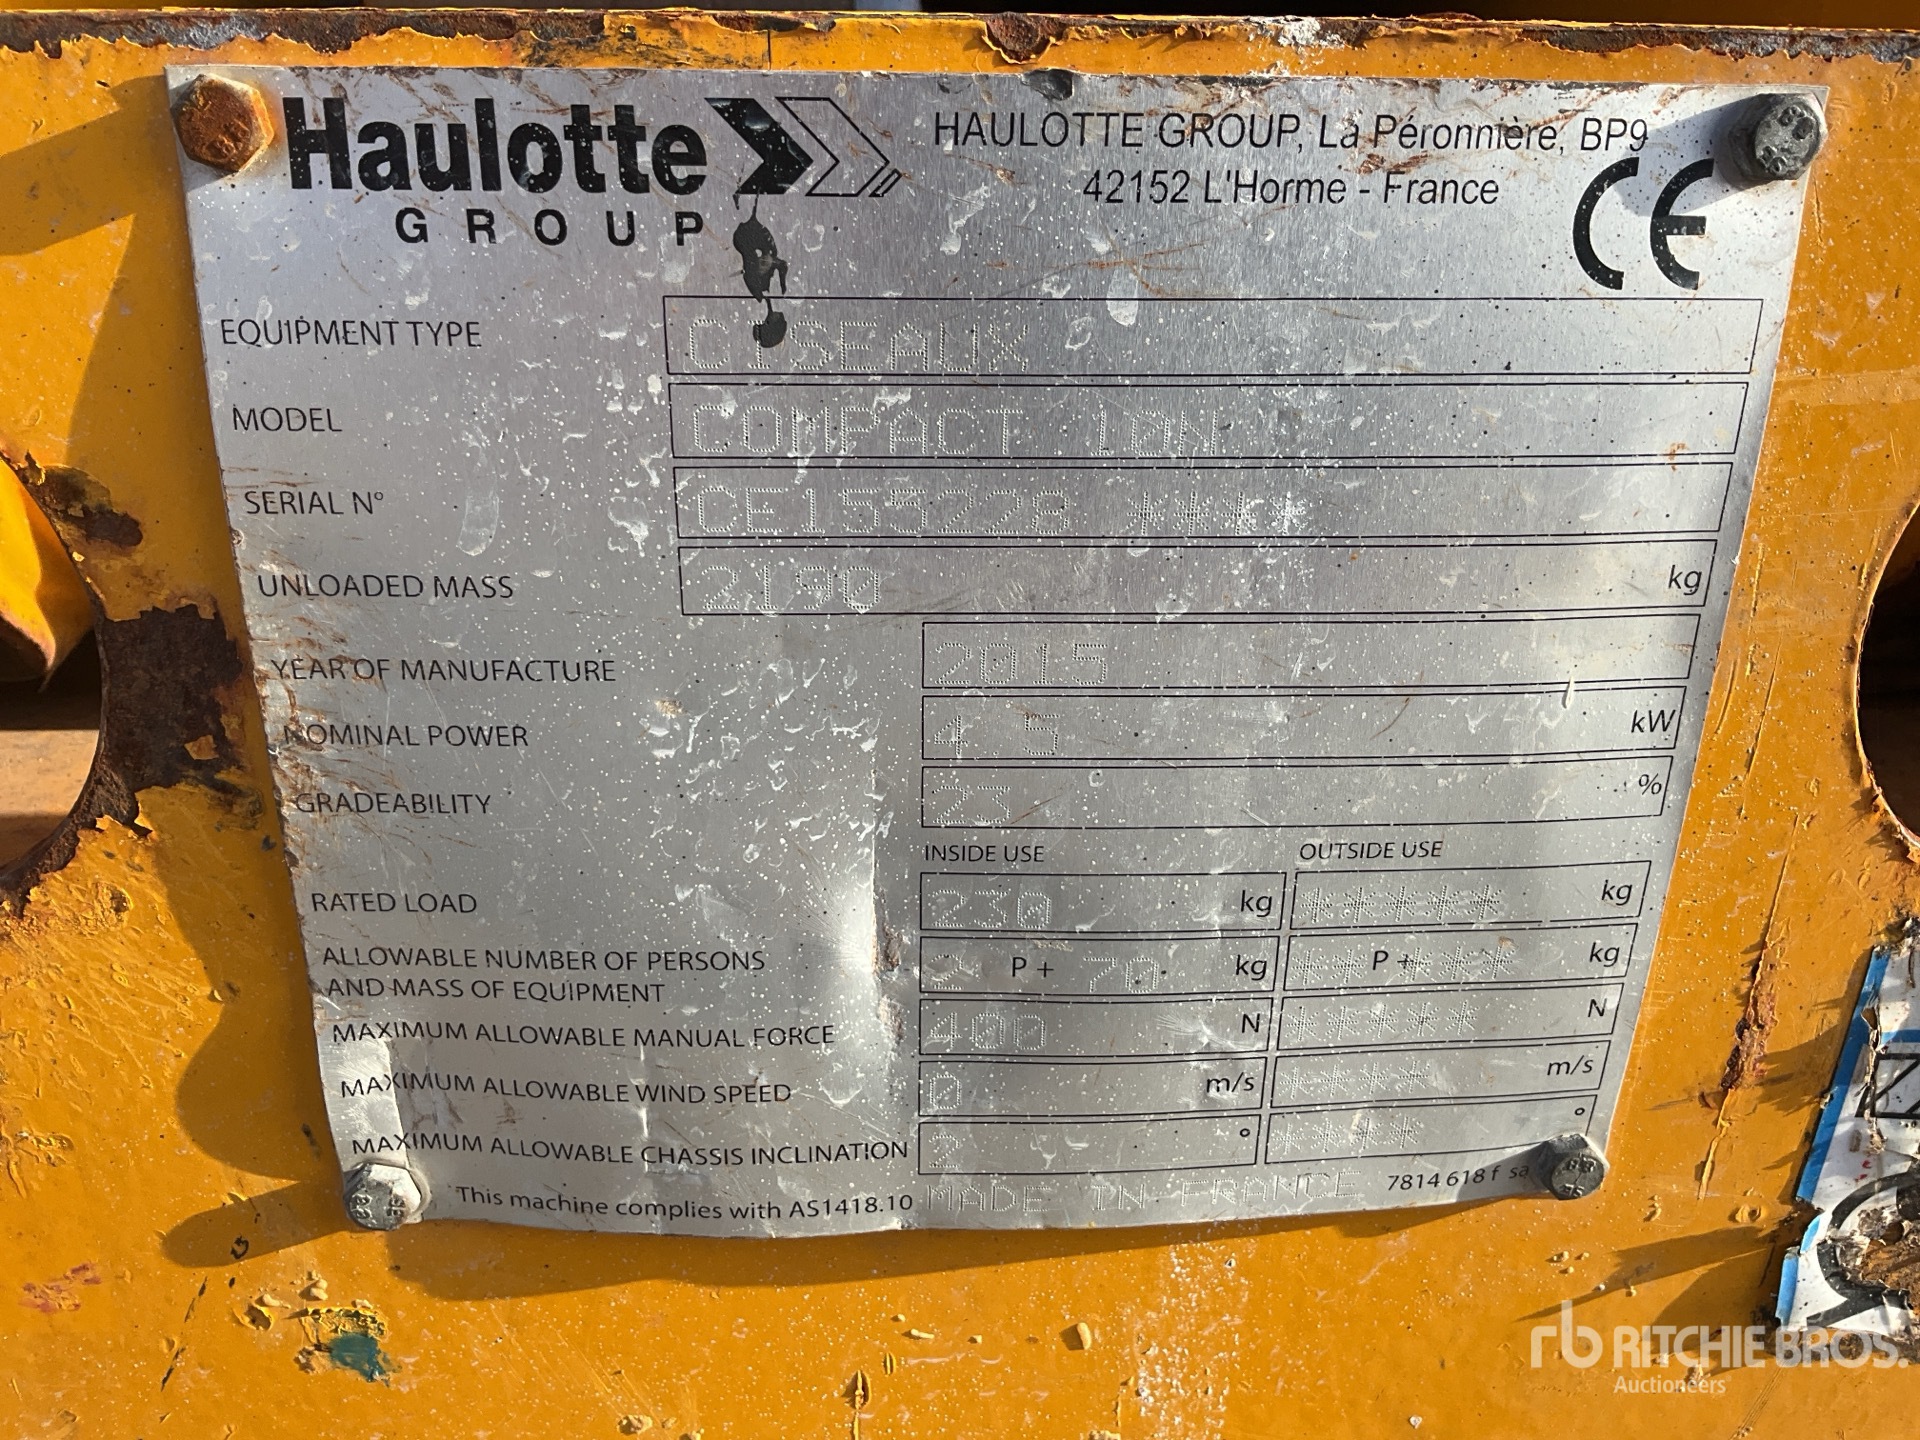 Haulotte
GROUP
HAULOTTE GROUP, La Péronnière, BP9
42152 L'Horme - France
CE
EQUIPMENT TYPE CISEAUX
MODEL COMPACT 10N
SERIAL N° CE155228 ****
UNLOADED MASS 2190 kg
YEAR OF MANUFACTURE 2015
NOMINAL POWER 4.5 kW
GRADEABILITY 23 %
INSIDE USE OUTSIDE USE
RATED LOAD 230 kg ****** kg
ALLOWABLE NUMBER OF PERSONS
AND MASS OF EQUIPMENT 2 P + 70 kg ** P + *** kg
MAXIMUM ALLOWABLE MANUAL FORCE 400 N ***** N
MAXIMUM ALLOWABLE WIND SPEED 0 m/s **** m/s
MAXIMUM ALLOWABLE CHASSIS INCLINATION 2 ° **** °
This machine complies with AS1418.10 MADE IN FRANCE 7814 618 f sa
rb RITCHIE BROS.
Auctioneers